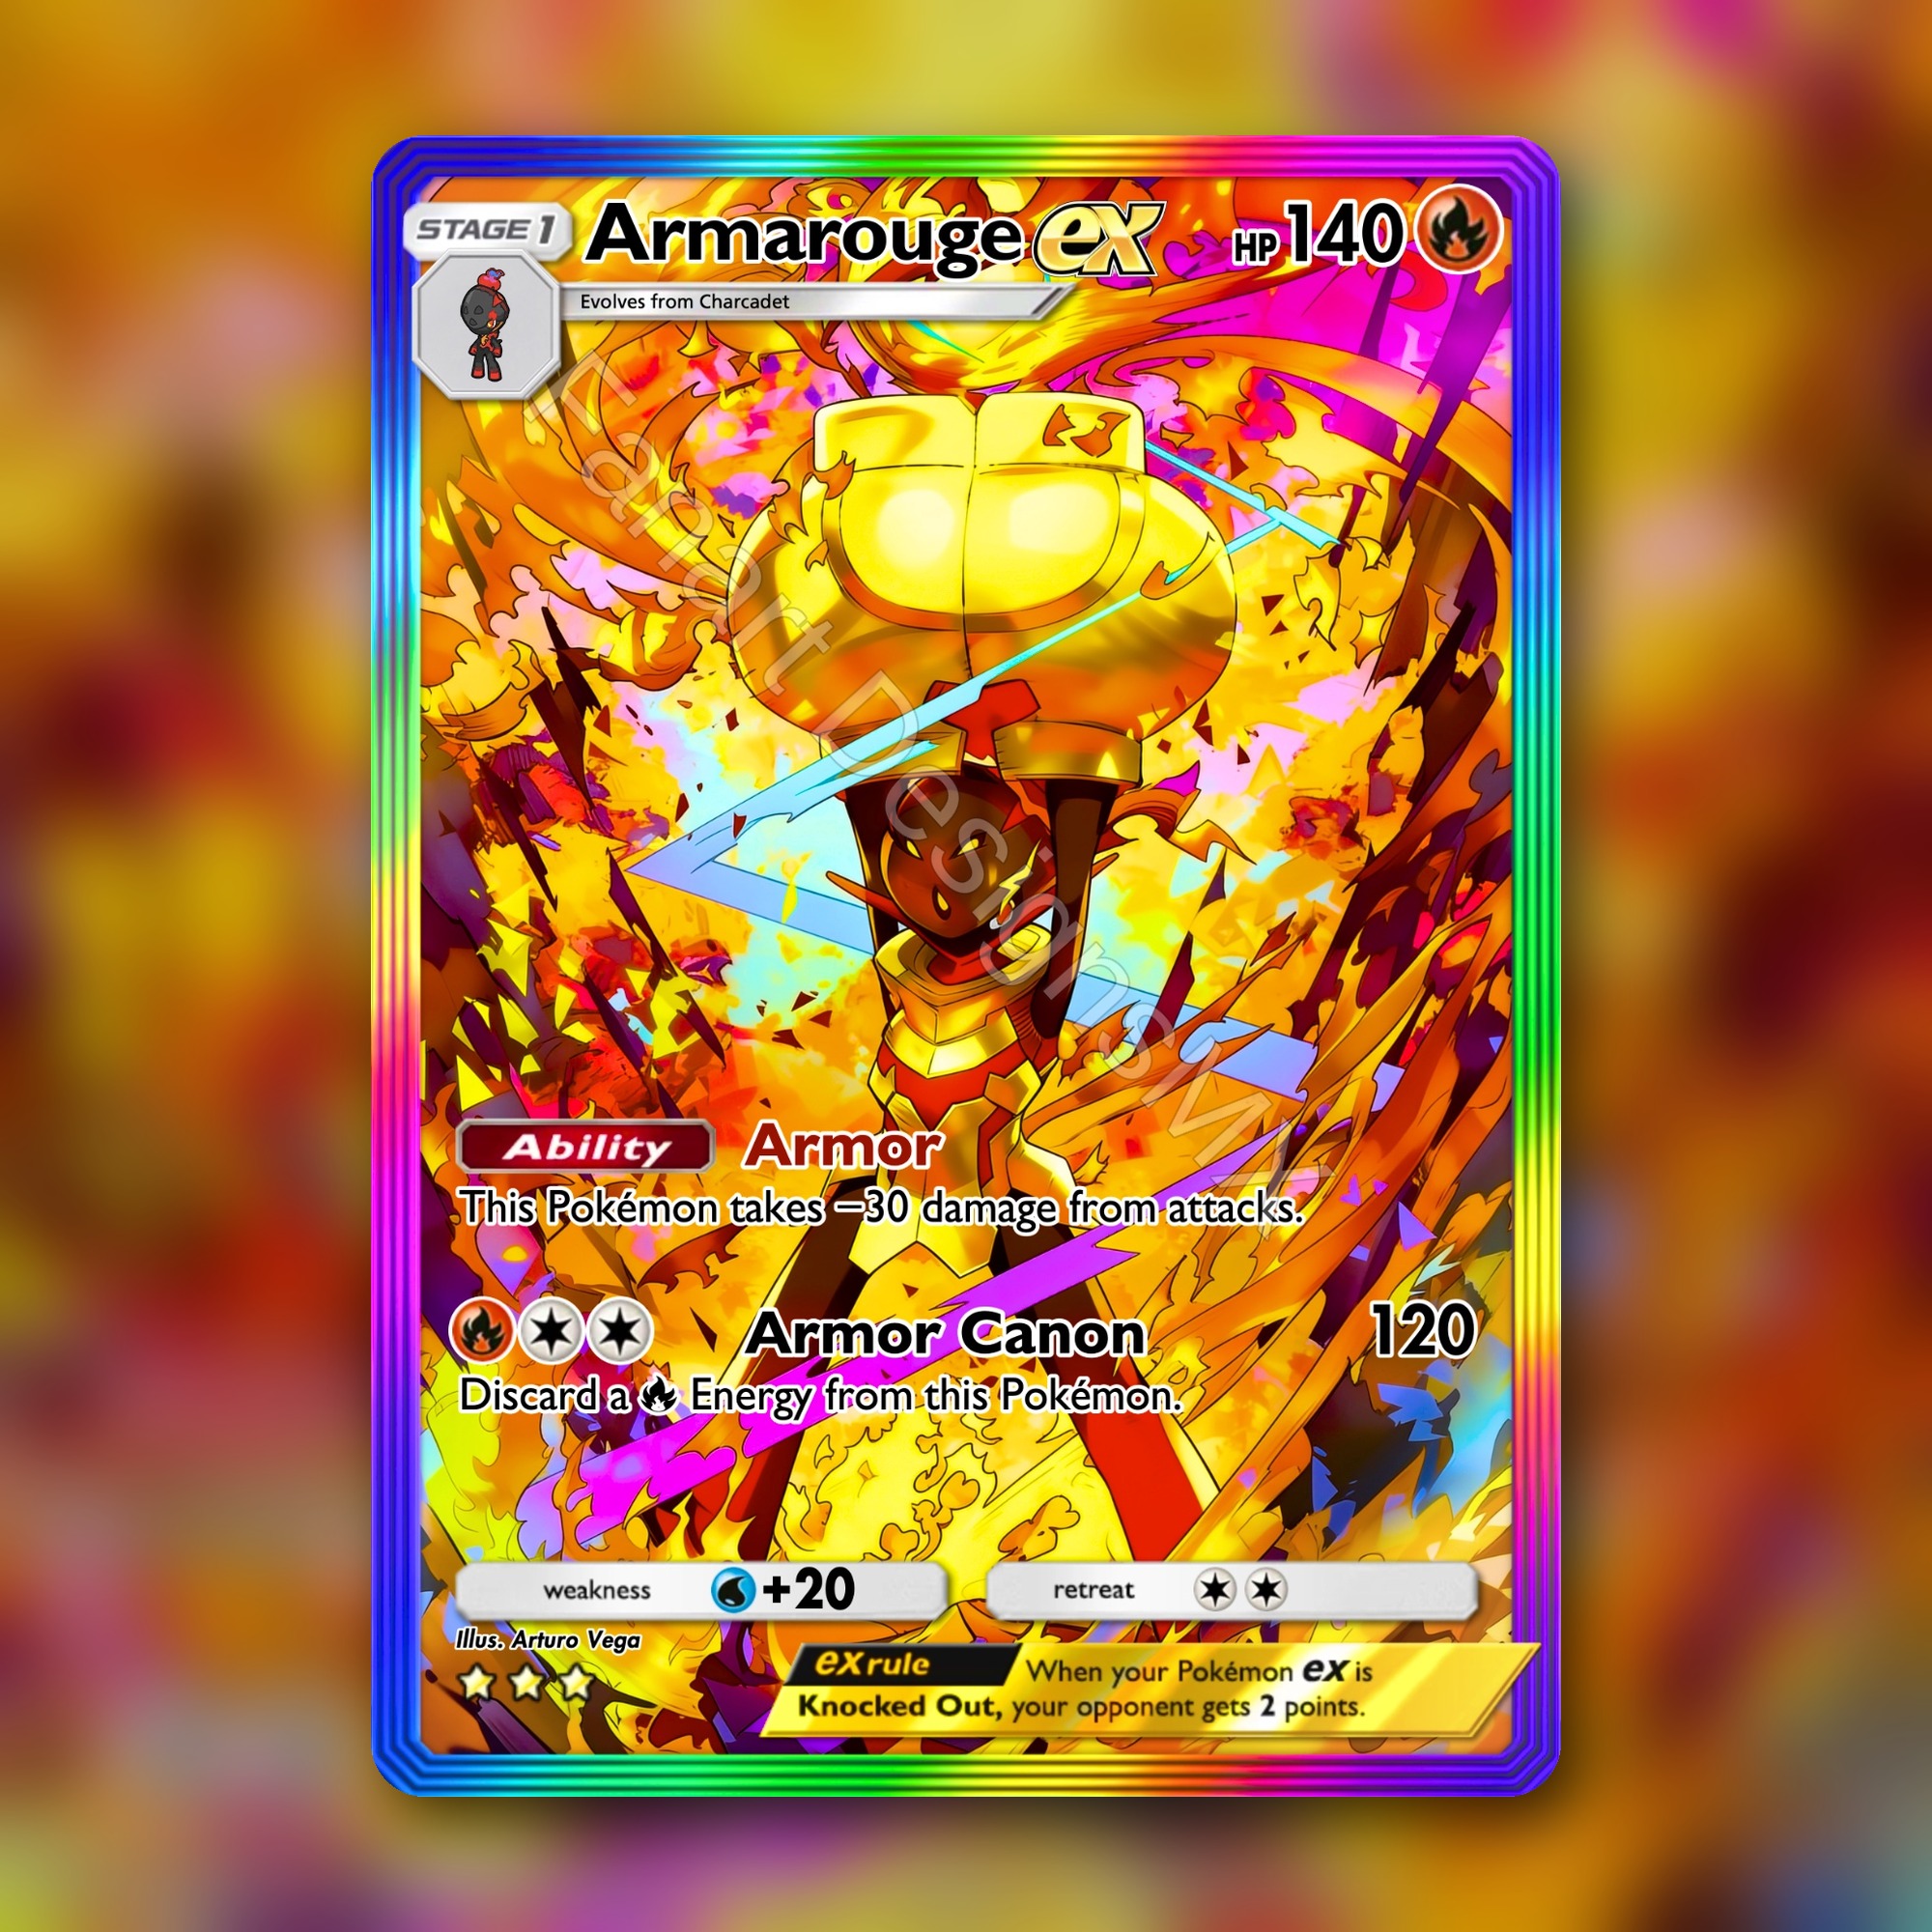 STAGE 1
Armarouge ex HP 140
Evolves from Charcadet
Fanart DesignsMX
Ability Armor
This Pokémon takes −30 damage from attacks.
Armor Canon 120
Discard a Energy from this Pokémon.
weakness +20 retreat
Illus. Arturo Vega
ex rule When your Pokémon ex is
Knocked Out, your opponent gets 2 points.